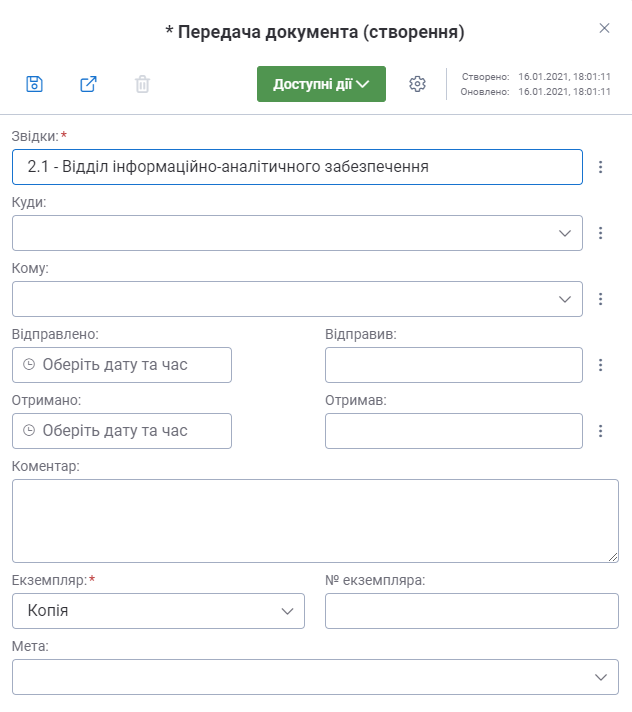 * Передача документа (створення)
Доступні дії
Створено: 16.01.2021, 18:01:11
Оновлено: 16.01.2021, 18:01:11
Звідки: *
2.1 - Відділ інформаційно-аналітичного забезпечення
Куди:
Кому:
Відправлено: Відправив:
Оберіть дату та час
Отримано: Отримав:
Оберіть дату та час
Коментар:
Екземпляр: * № екземпляра:
Копія
Мета: